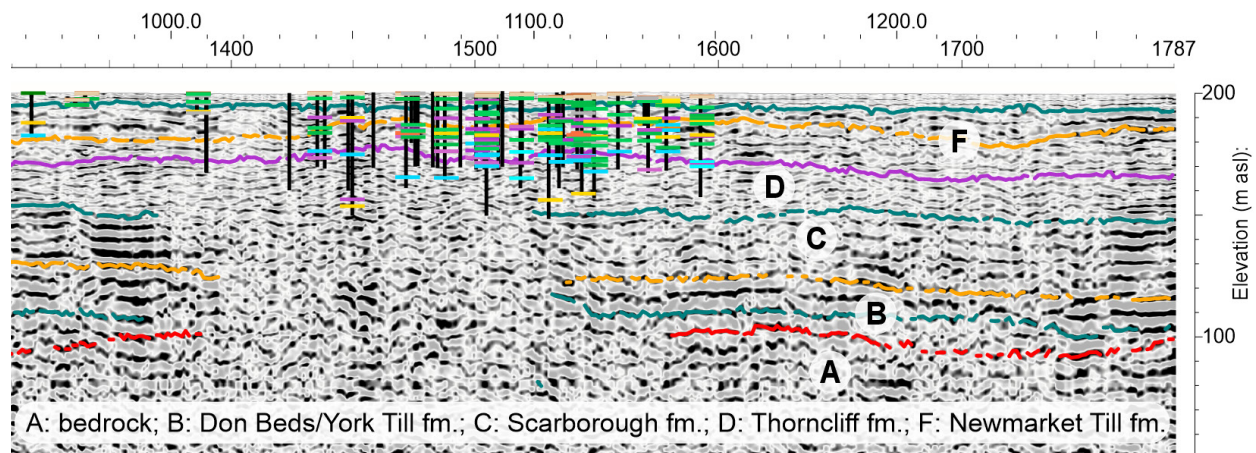 1000.0 1100.0 1200.0
1400 1500 1600 1700 1787
200
F
D
C
B
100
A
Elevation (m asl):
A: bedrock; B: Don Beds/York Till fm.; C: Scarborough fm.; D: Thorncliff fm.; F: Newmarket Till fm.